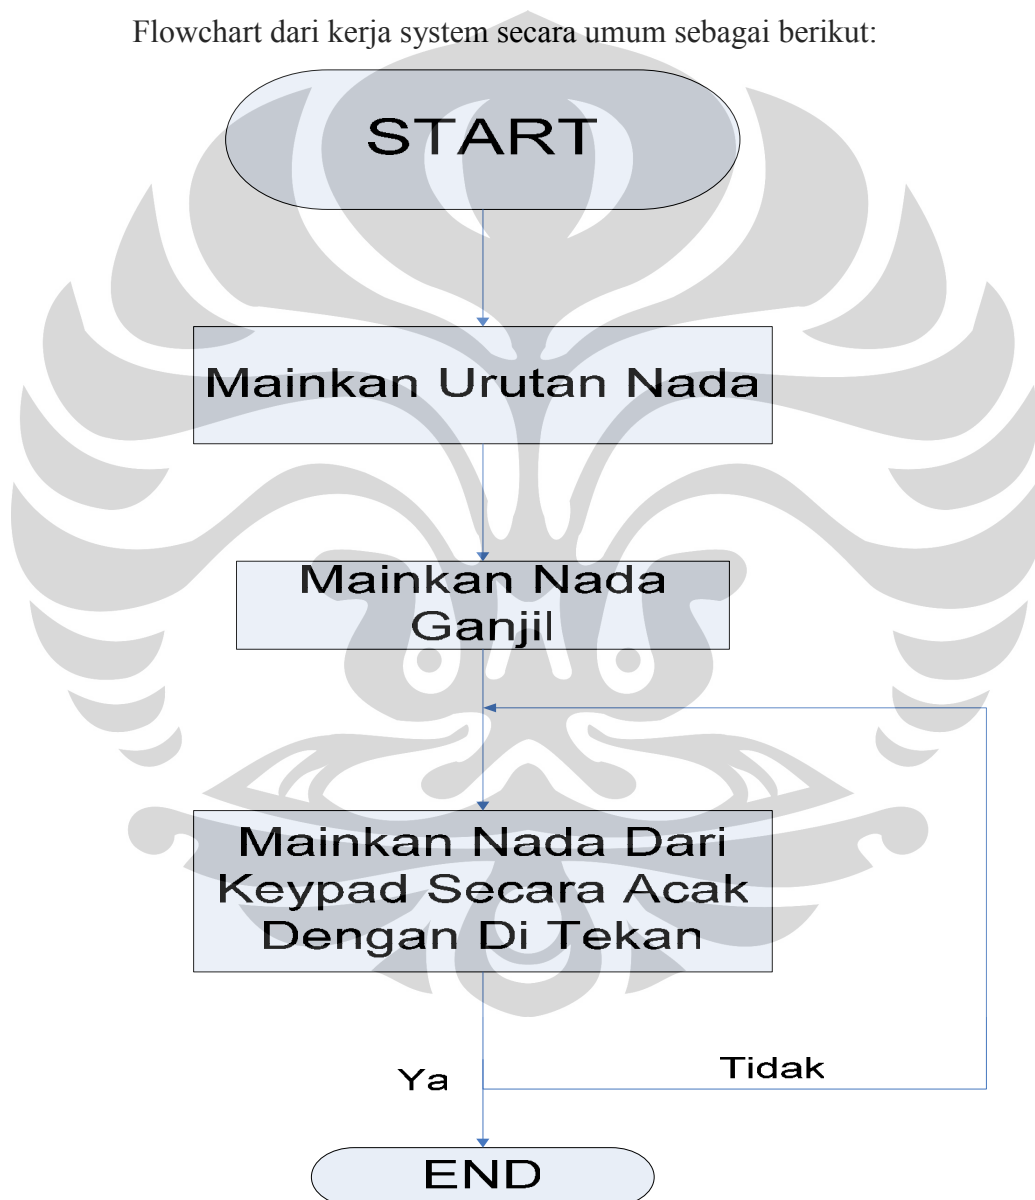 Flowchart dari kerja system secara umum sebagai berikut:
START
Mainkan Urutan Nada
Mainkan Nada
Ganjil
Mainkan Nada Dari
Keypad Secara Acak
Dengan Di Tekan
Ya
Tidak
END